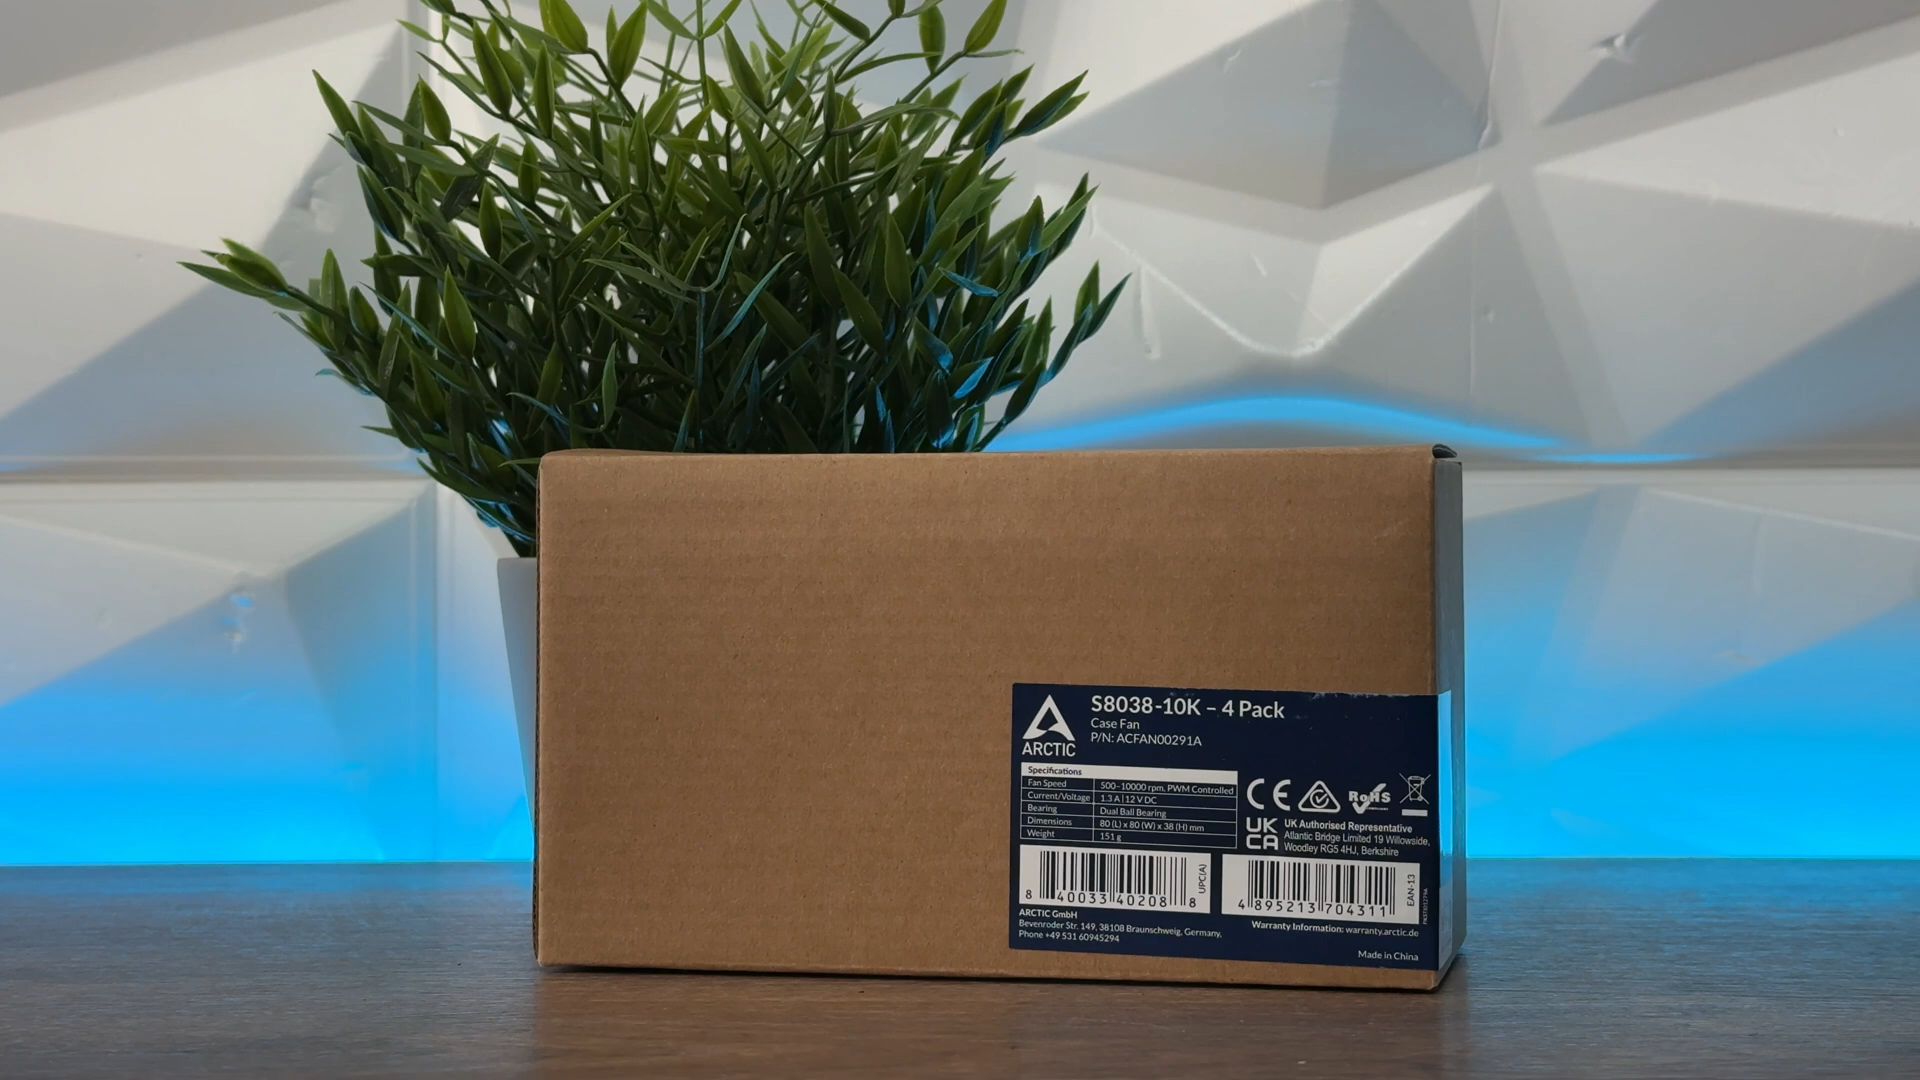 S8038-10K – 4 Pack
Case Fan
P/N: ACFAN00291A
ARCTIC
Specifications
Fan Speed 500-10000 rpm, PWM Controlled
Current/Voltage 1.3 A | 12 V DC
Bearing Dual Ball Bearing
Dimensions 80 (L) x 80 (W) x 38 (H) mm
Weight 151 g
CE RoHS
UK CA
UK Authorised Representative
Atlantic Bridge Limited 19 Willowside,
Woodley RG5 4HJ, Berkshire
8 40033 40208 8
UPC(A)
4 895213 704311
EAN-13
ARCTIC GmbH
Bevenroder Str. 149, 38108 Braunschweig, Germany,
Phone +49 531 60945294
Warranty Information: warranty.arctic.de
Made in China